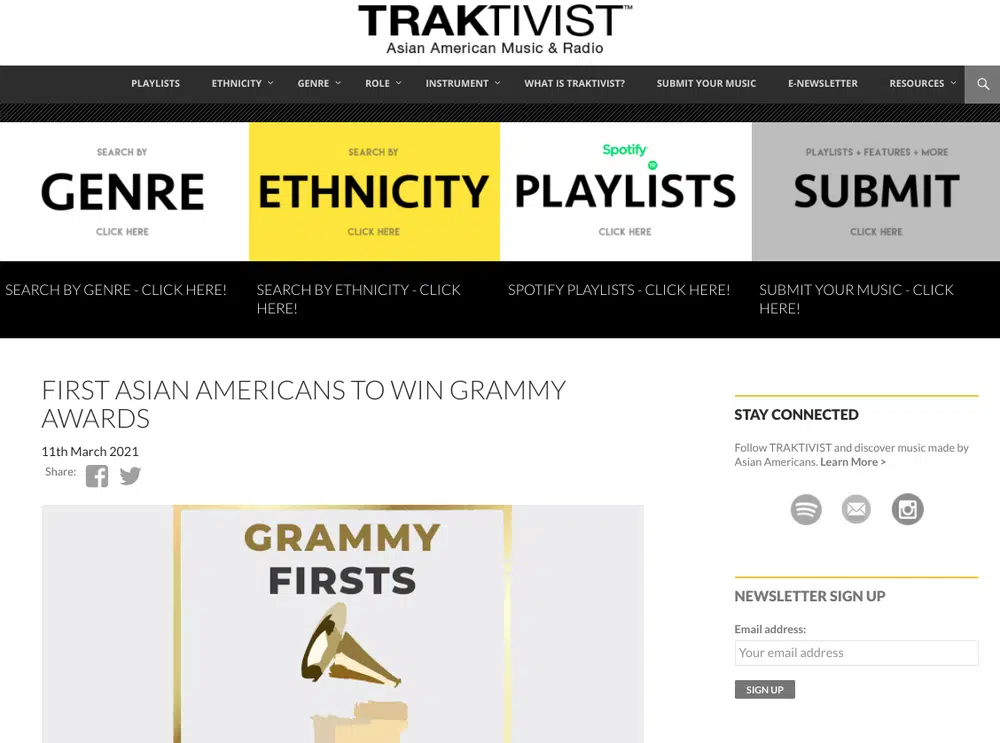 TRAKTIVIST™
Asian American Music & Radio
PLAYLISTS ETHNICITY GENRE ROLE INSTRUMENT WHAT IS TRAKTIVIST? SUBMIT YOUR MUSIC E-NEWSLETTER RESOURCES
SEARCH BY
GENRE
CLICK HERE
SEARCH BY
ETHNICITY
CLICK HERE
Spotify
PLAYLISTS
CLICK HERE
PLAYLISTS + FEATURES + MORE
SUBMIT
CLICK HERE
SEARCH BY GENRE - CLICK HERE!
SEARCH BY ETHNICITY - CLICK
HERE!
SPOTIFY PLAYLISTS - CLICK HERE!
SUBMIT YOUR MUSIC - CLICK
HERE!
FIRST ASIAN AMERICANS TO WIN GRAMMY
AWARDS
11th March 2021
Share:
GRAMMY
FIRSTS
STAY CONNECTED
Follow TRAKTIVIST and discover music made by
Asian Americans. Learn More >
NEWSLETTER SIGN UP
Email address:
Your email address
SIGN UP